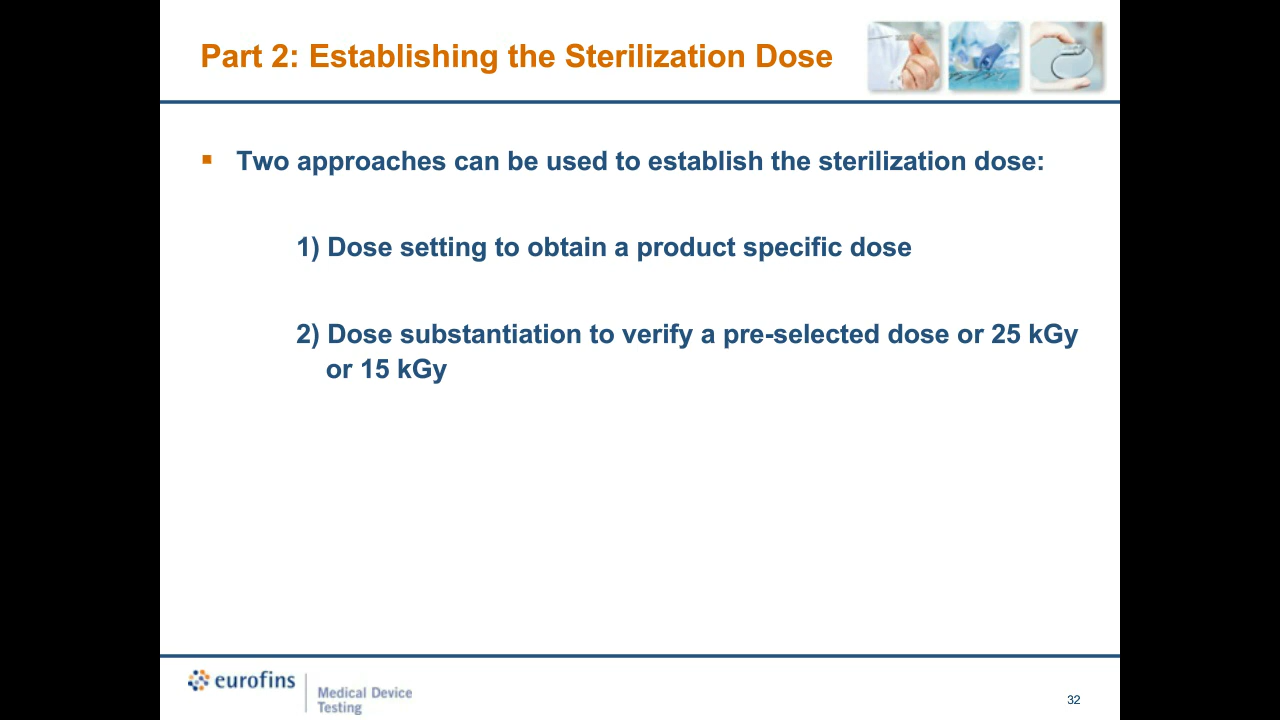 Part 2: Establishing the Sterilization Dose
▪ Two approaches can be used to establish the sterilization dose:
1) Dose setting to obtain a product specific dose
2) Dose substantiation to verify a pre-selected dose or 25 kGy
or 15 kGy
eurofins
Medical Device
Testing
32